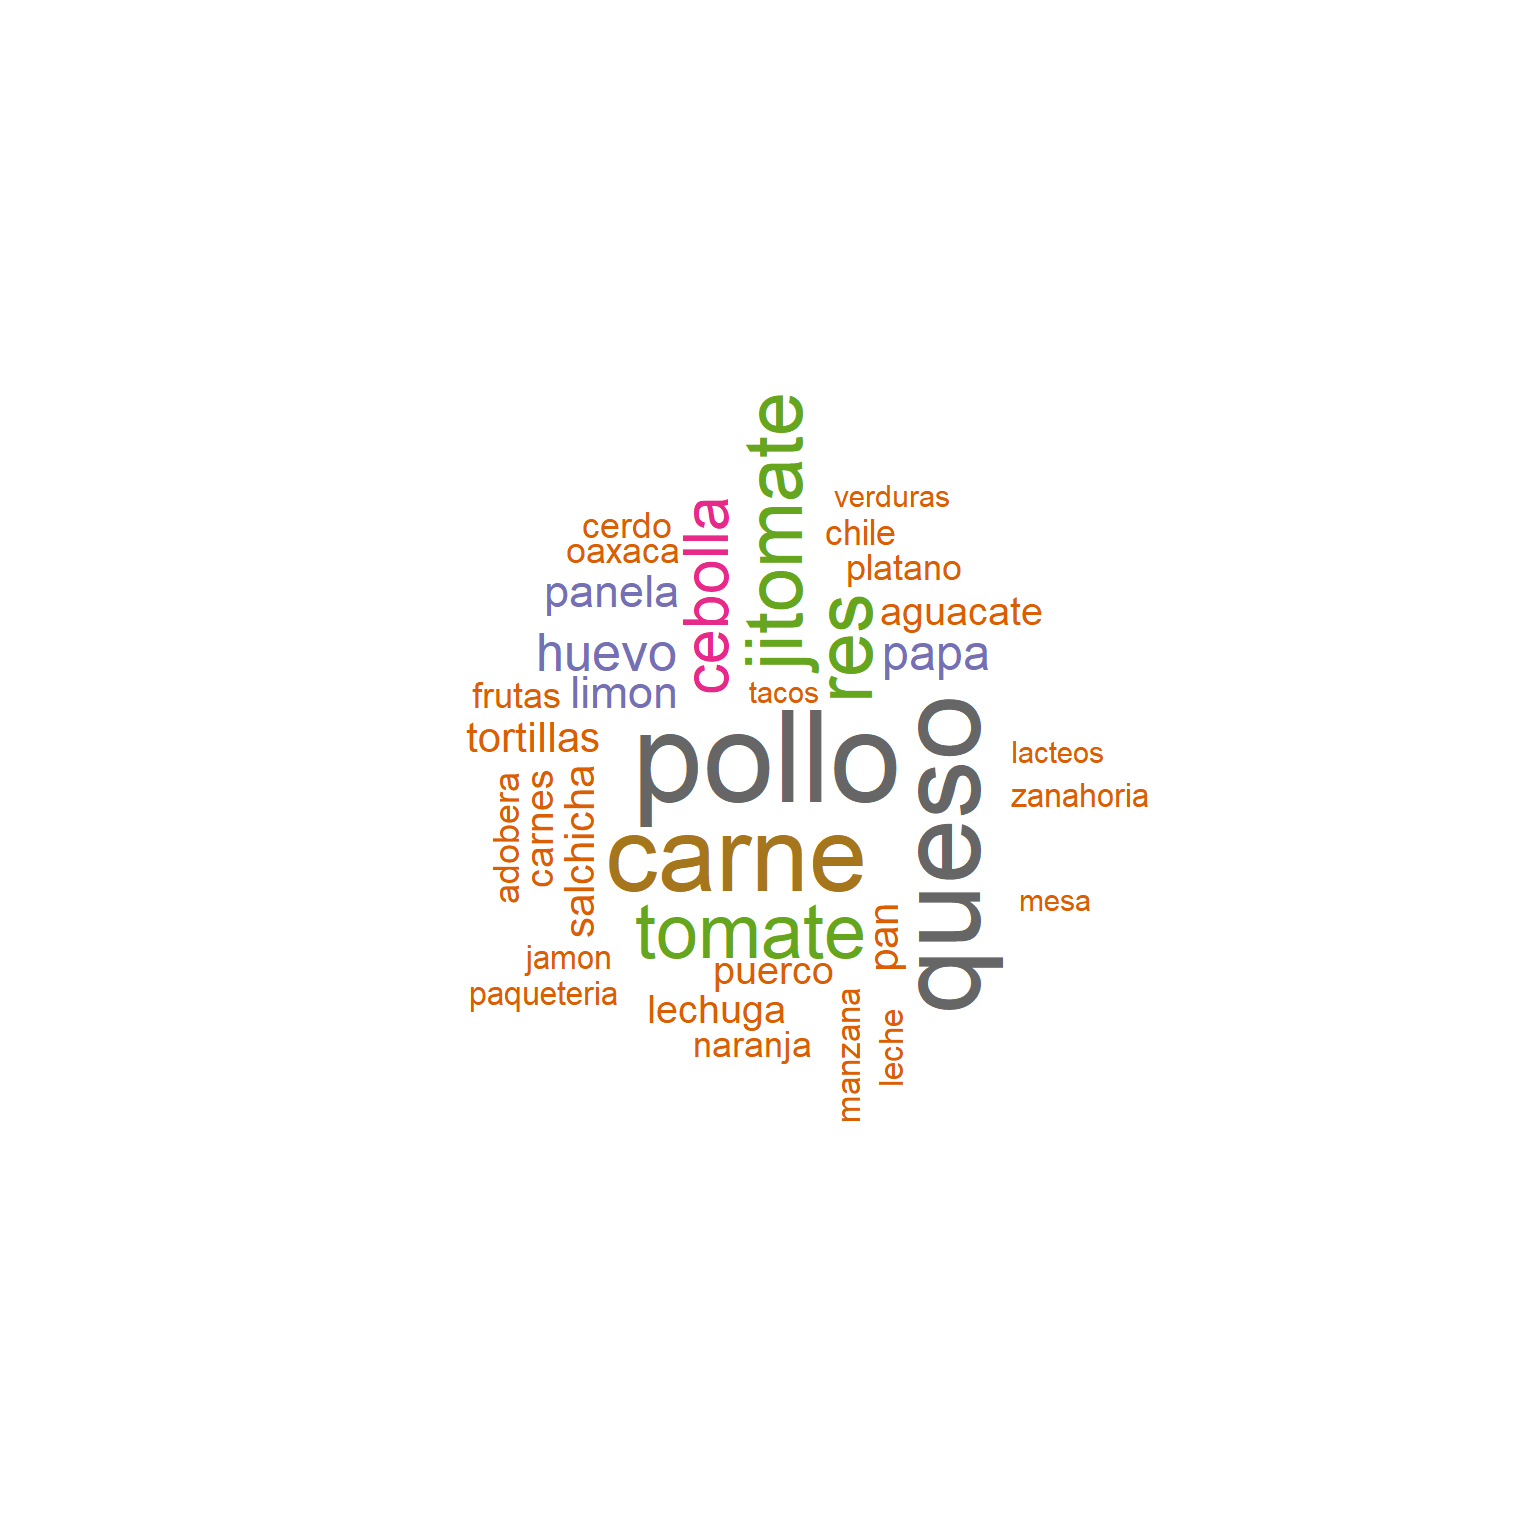 jitomate
verduras
cebolla
cerdo
chile
oaxaca
platano
panela
res
aguacate
huevo
papa
frutas
limon
tacos
tortillas
pollo
queso
lacteos
zanahoria
adobera
carnes
salchicha
carne
mesa
tomate
pan
jamon
puerco
paqueteria
lechuga
naranja
manzana
leche